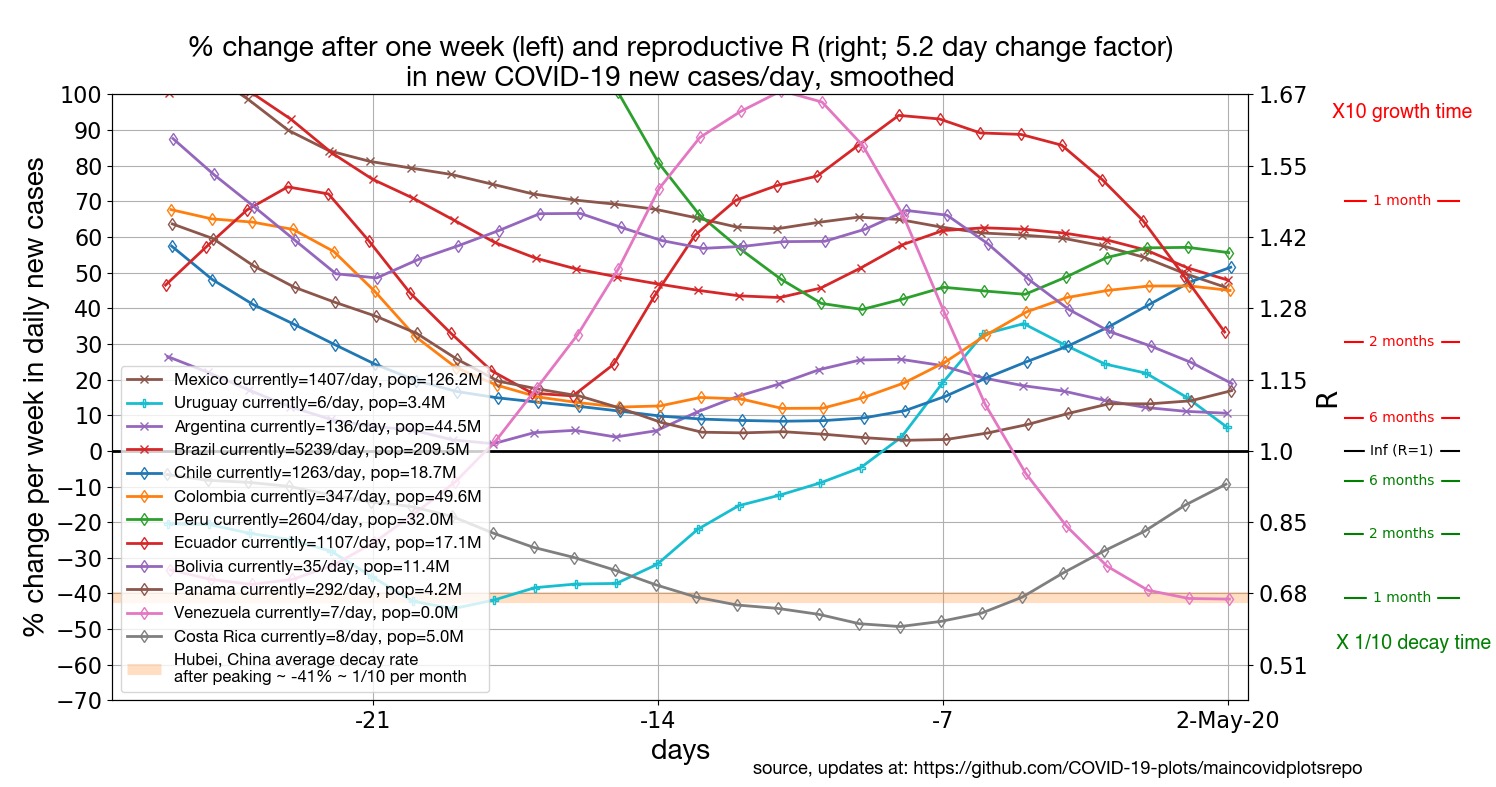 % change after one week (left) and reproductive R (right; 5.2 day change factor)
in new COVID-19 new cases/day, smoothed
% change per week in daily new cases
100
90
80
70
60
50
40
30
20
10
0
−10
−20
−30
−40
−50
−60
−70
Mexico currently=1407/day, pop=126.2M
Uruguay currently=6/day, pop=3.4M
Argentina currently=136/day, pop=44.5M
Brazil currently=5239/day, pop=209.5M
Chile currently=1263/day, pop=18.7M
Colombia currently=347/day, pop=49.6M
Peru currently=2604/day, pop=32.0M
Ecuador currently=1107/day, pop=17.1M
Bolivia currently=35/day, pop=11.4M
Panama currently=292/day, pop=4.2M
Venezuela currently=7/day, pop=0.0M
Costa Rica currently=8/day, pop=5.0M
Hubei, China average decay rate
after peaking ~ -41% ~ 1/10 per month
-21
-14
-7
2-May-20
days
1.67
1.55
1.42
1.28
1.15
1.0
0.85
0.68
0.51
R
X10 growth time
1 month
2 months
6 months
Inf (R=1)
6 months
2 months
1 month
X 1/10 decay time
source, updates at: https://github.com/COVID-19-plots/maincovidplotsrepo